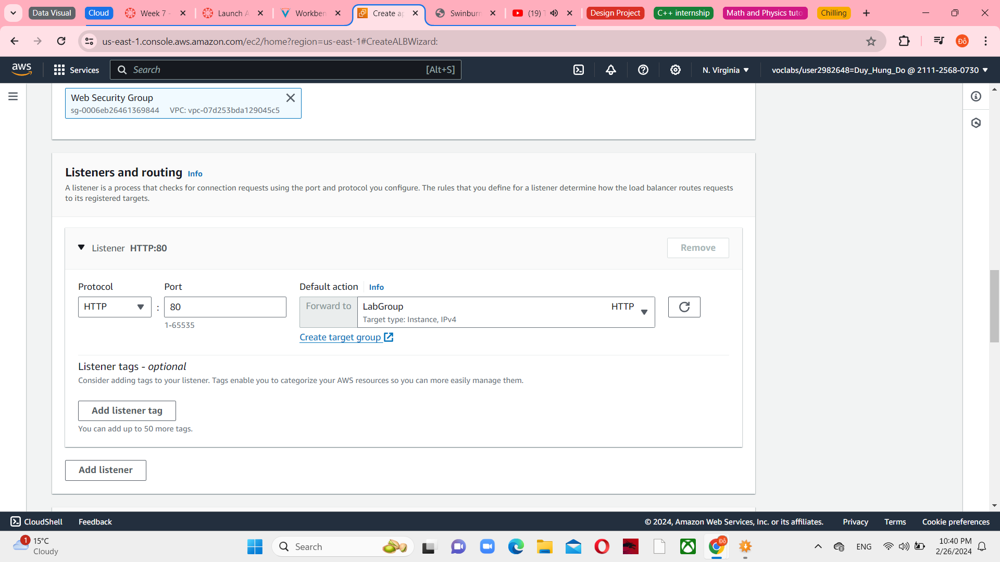 Data Visual
Cloud
Week 7 -
Launch A
Workben
Create ap
Swinburn
(19) T
Design Project
C++ internship
Math and Physics tuto
Chilling
us-east-1.console.aws.amazon.com/ec2/home?region=us-east-1#CreateALBWizard:
Đỗ
aws
Services
Search
[Alt+S]
N. Virginia
voclabs/user2982648=Duy_Hung_Do @ 2111-2568-0730
Web Security Group
sg-0006eb26461369844 VPC: vpc-07d253bda129045c5
Listeners and routing Info
A listener is a process that checks for connection requests using the port and protocol you configure. The rules that you define for a listener determine how the load balancer routes requests
to its registered targets.
Listener HTTP:80
Remove
Protocol
Port
Default action Info
HTTP
:
80
1-65535
Forward to
LabGroup
HTTP
Target type: Instance, IPv4
Create target group
Listener tags - optional
Consider adding tags to your listener. Tags enable you to categorize your AWS resources so you can more easily manage them.
Add listener tag
You can add up to 50 more tags.
Add listener
CloudShell
Feedback
© 2024, Amazon Web Services, Inc. or its affiliates.
Privacy
Terms
Cookie preferences
1
15°C
Cloudy
Search
Đỗ
ENG
10:40 PM
2/26/2024